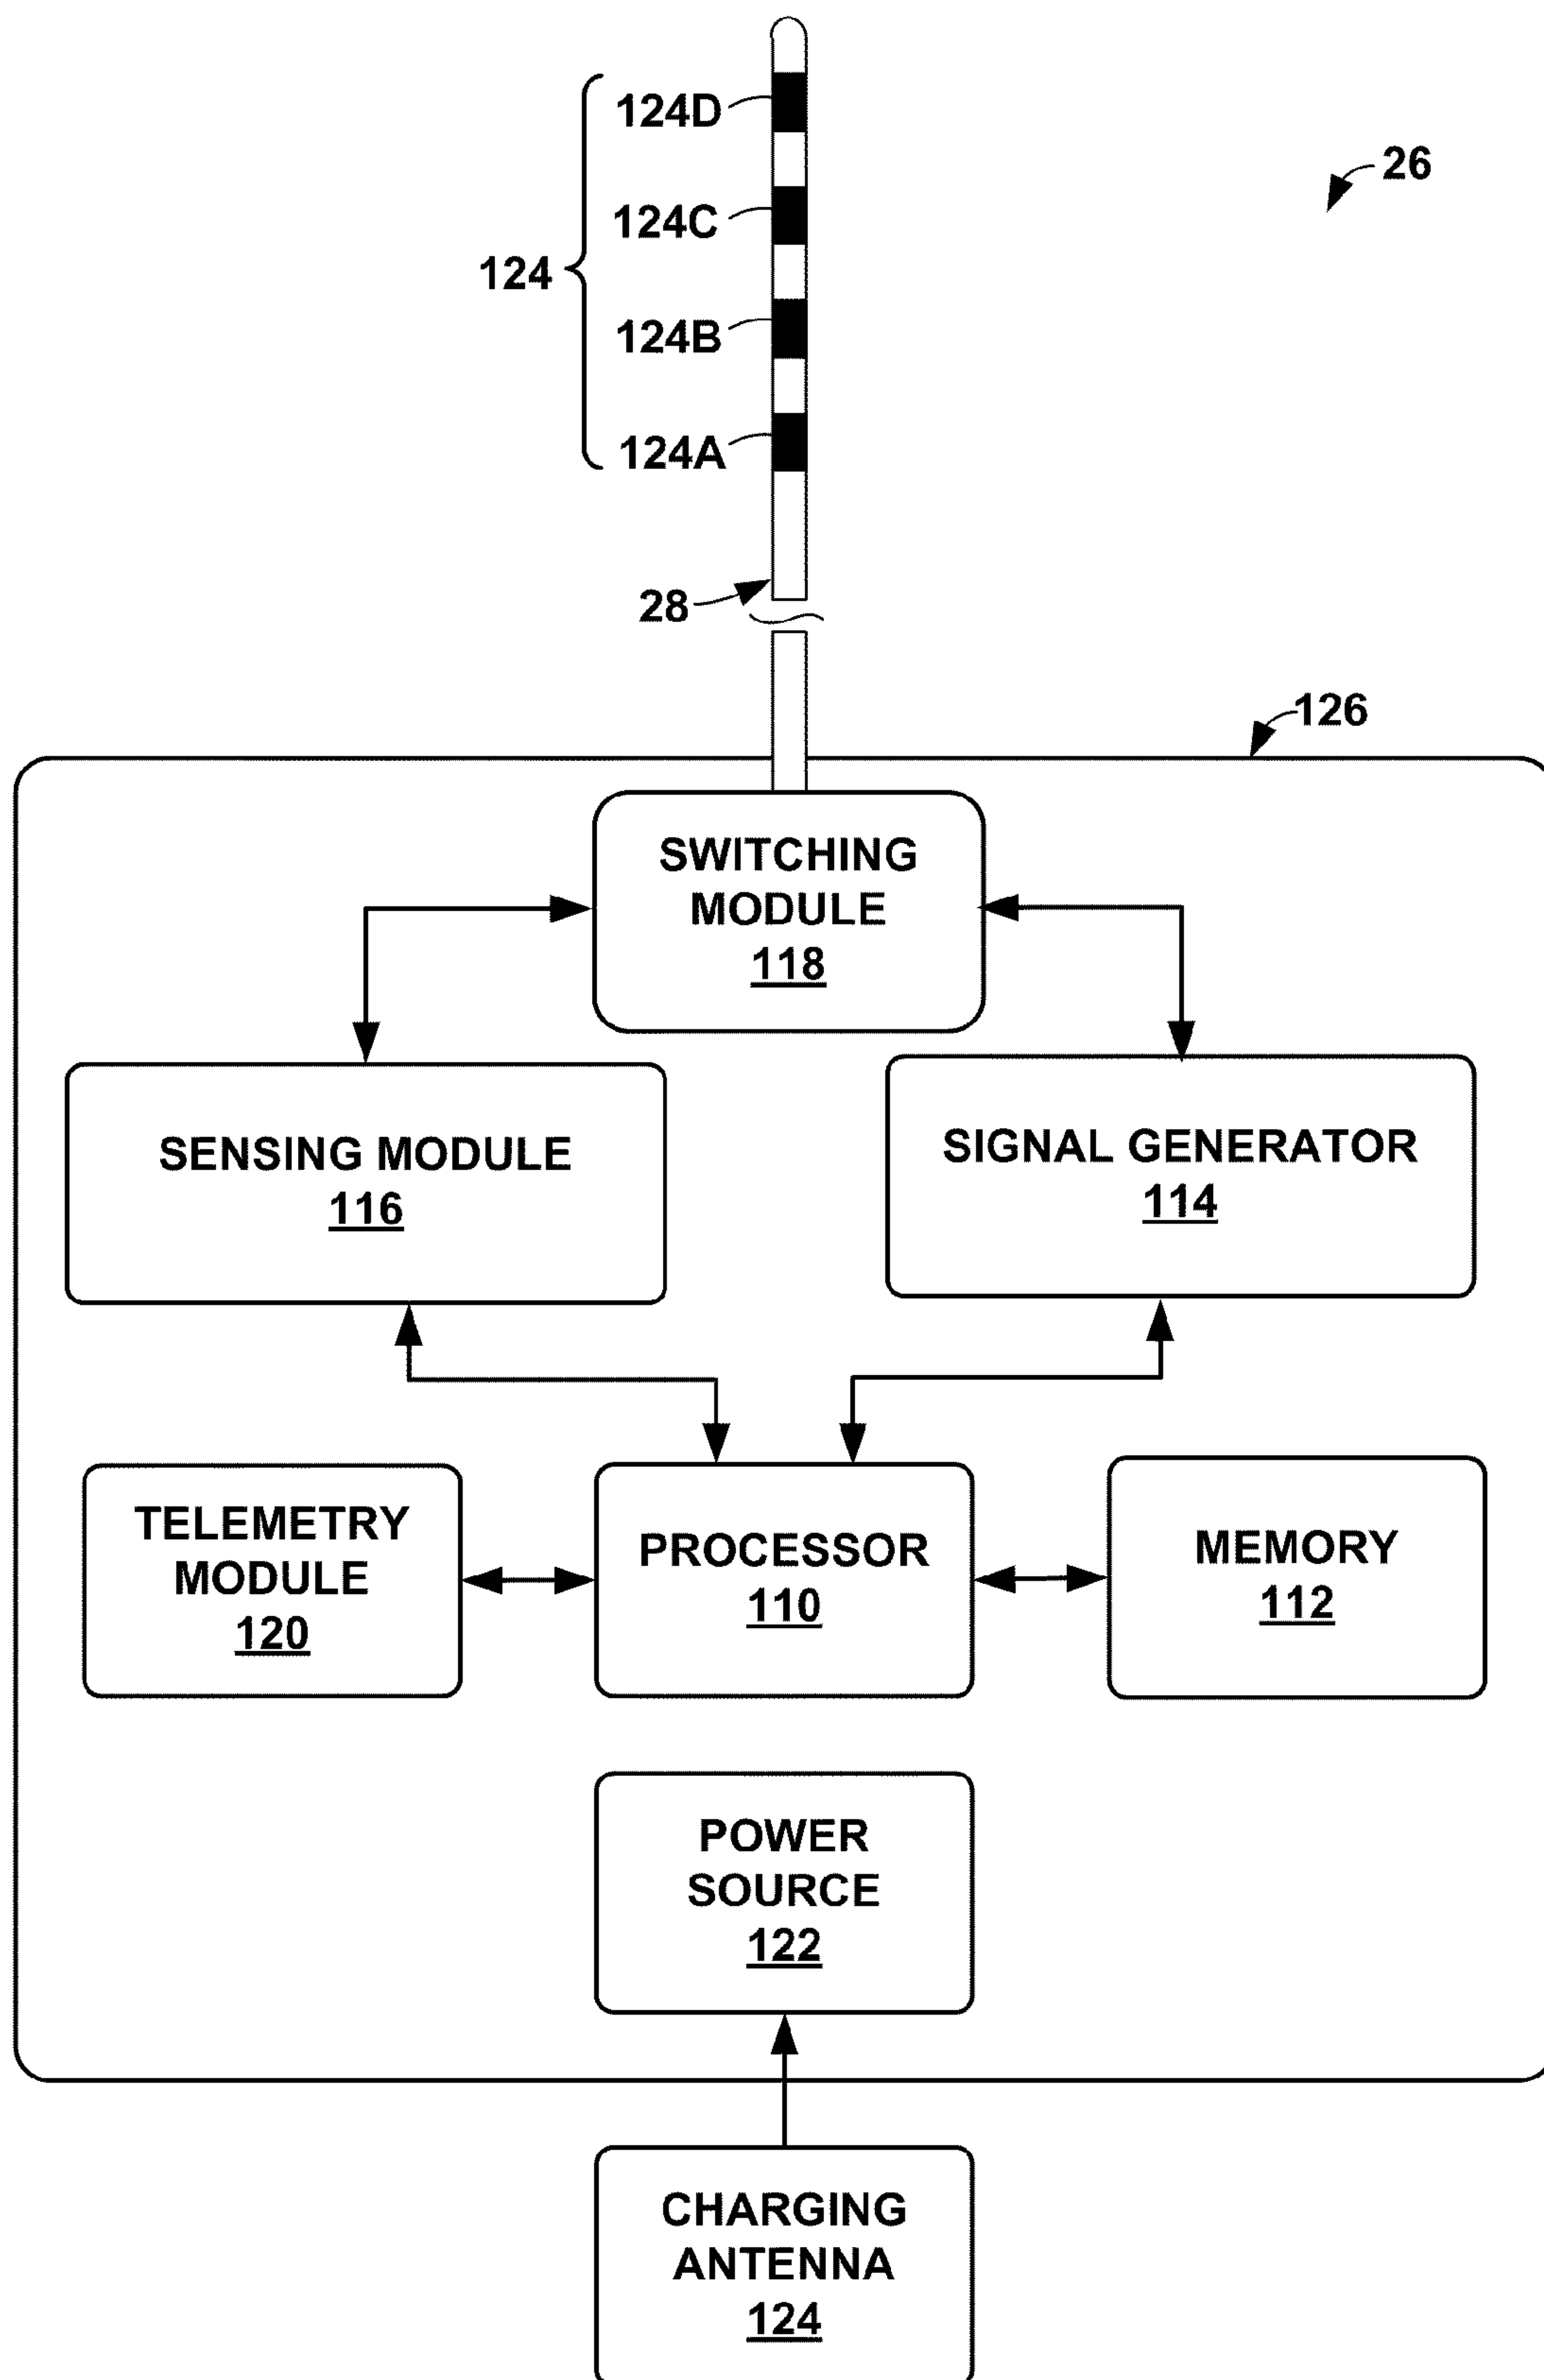 124D
26
124C
124
124B
124A
28
126
SWITCHING
MODULE
118
SENSING MODULE
116
SIGNAL GENERATOR
114
TELEMETRY
MODULE
120
PROCESSOR
110
MEMORY
112
POWER
SOURCE
122
CHARGING
ANTENNA
124